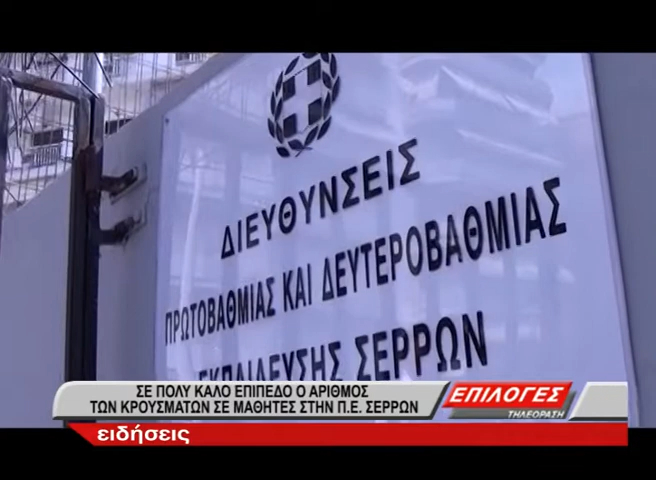 ΔΙΕΥΘΥΝΣΕΙΣ
ΠΡΩΤΟΒΑΘΜΙΑΣ ΚΑΙ ΔΕΥΤΕΡΟΒΑΘΜΙΑΣ
ΕΚΠΑΙΔΕΥΣΗΣ ΣΕΡΡΩΝ
ΣΕ ΠΟΛΥ ΚΑΛΟ ΕΠΙΠΕΔΟ Ο ΑΡΙΘΜΟΣ
ΤΩΝ ΚΡΟΥΣΜΑΤΩΝ ΣΕ ΜΑΘΗΤΕΣ ΣΤΗΝ Π.Ε. ΣΕΡΡΩΝ
ΕΠΙΛΟΓΕΣ
ΤΗΛΕΟΡΑΣΗ
ειδήσεις